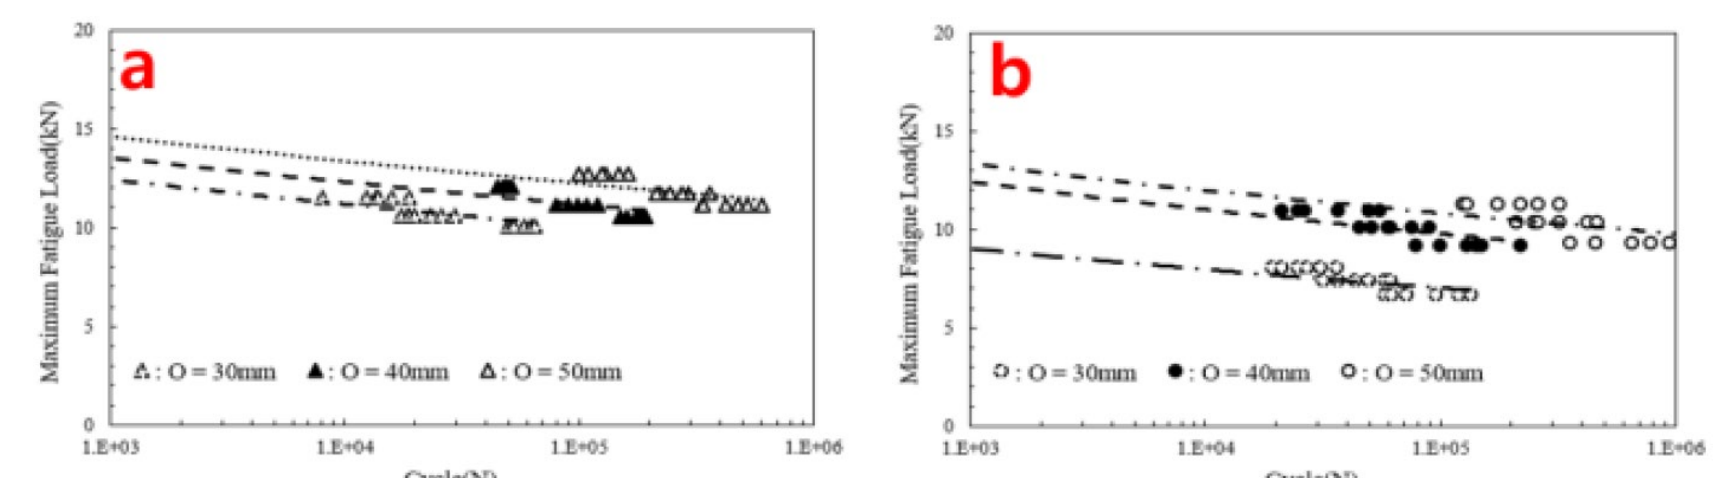 a
20
15
10
5
0
Maximum Fatigue Load(kN)
: O = 30mm : O = 40mm : O = 50mm
1.E+03 1.E+04 1.E+05 1.E+06
Cycle(N)
b
20
15
10
5
0
Maximum Fatigue Load(kN)
: O = 30mm : O = 40mm : O = 50mm
1.E+03 1.E+04 1.E+05 1.E+06
Cycle(N)